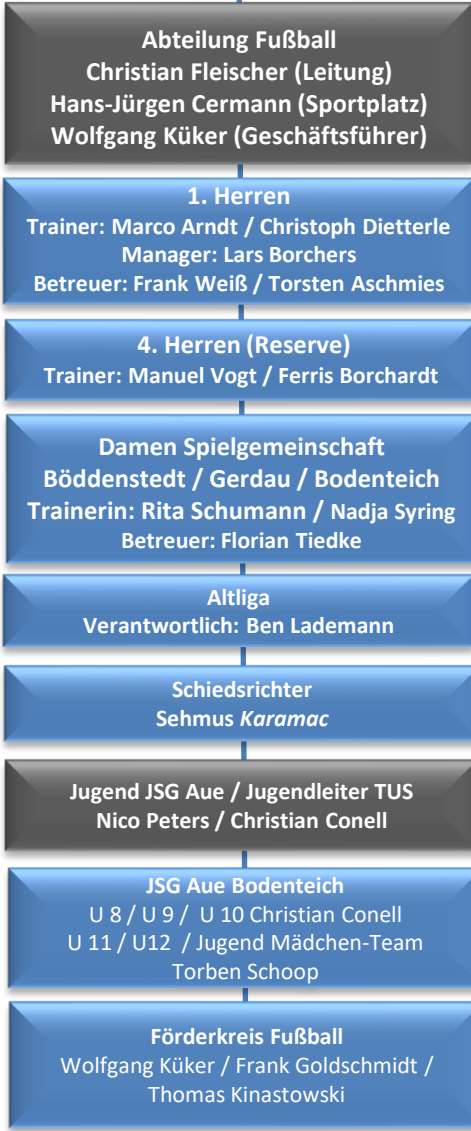 Abteilung Fußball
Christian Fleischer (Leitung)
Hans-Jürgen Cermann (Sportplatz)
Wolfgang Küker (Geschäftsführer)
1. Herren
Trainer: Marco Arndt / Christoph Dietterle
Manager: Lars Borchers
Betreuer: Frank Weiß / Torsten Aschmies
4. Herren (Reserve)
Trainer: Manuel Vogt / Ferris Borchardt
Damen Spielgemeinschaft
Böddenstedt / Gerdau / Bodenteich
Trainerin: Rita Schumann / Nadja Syring
Betreuer: Florian Tiedke
Altliga
Verantwortlich: Ben Lademann
Schiedsrichter
Sehmus Karamac
Jugend JSG Aue / Jugendleiter TUS
Nico Peters / Christian Conell
JSG Aue Bodenteich
U 8 / U 9 / U 10 Christian Conell
U 11 / U12 / Jugend Mädchen-Team
Torben Schoop
Förderkreis Fußball
Wolfgang Küker / Frank Goldschmidt /
Thomas Kinastowski